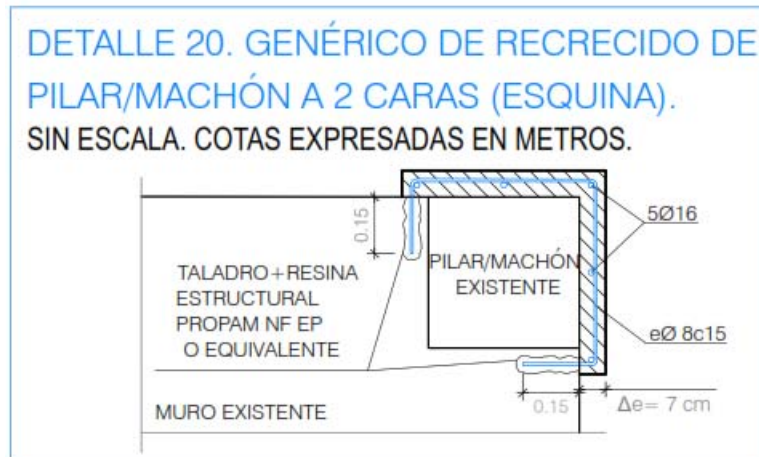 DETALLE 20. GENÉRICO DE RECRECIDO DE
PILAR/MACHÓN A 2 CARAS (ESQUINA).
SIN ESCALA. COTAS EXPRESADAS EN METROS.
0.15
5Ø16
PILAR/MACHÓN
EXISTENTE
TALADRO+RESINA
ESTRUCTURAL
PROPAM NF EP
O EQUIVALENTE
eØ 8c15
0.15
Δe= 7 cm
MURO EXISTENTE